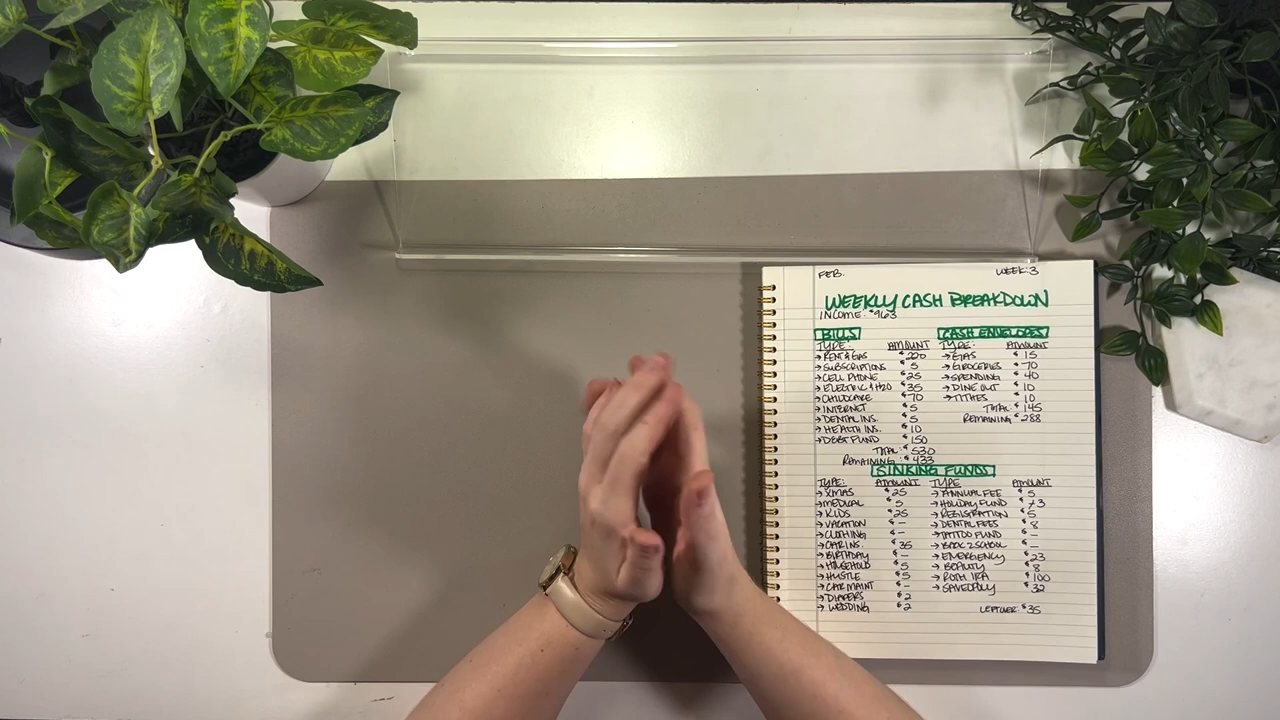 FEB. WEEK: 3
WEEKLY CASH BREAKDOWN
INCOME: $963
BILLS
TYPE: AMOUNT
→ RENT & GAS $220
→ SUBSCRIPTIONS $5
→ CELL PHONE $25
→ ELECTRIC & H2O $35
→ CHILDCARE $70
→ INTERNET $5
→ DENTAL INS. $5
→ HEALTH INS. $10
→ DEBT FUND $150
TOTAL: $530
REMAINING: $433
CASH ENVELOPES
TYPE: AMOUNT
→ GAS $15
→ GROCERIES $70
→ SPENDING $40
→ DINE OUT $10
→ TITHES $10
TOTAL: $145
REMAINING $288
SINKING FUNDS
TYPE: AMOUNT
→ XMAS $25
→ MEDICAL $5
→ KIDS $25
→ VACATION $-
→ CLOTHING $-
→ CAR INS. $35
→ BIRTHDAY $-
→ HOUSEHOLD $5
→ HUSTLE $5
→ CAR MAINT $-
→ DIAPERS $2
→ WEDDING $2
TYPE AMOUNT
→ ANNUAL FEE $5
→ HOLIDAY FUND
→ REGISTRATION $5
→ DENTAL FEES $8
→ TATTOO FUND $-
→ BACK 2 SCHOOL $-
→ EMERGENCY $23
→ BEAUTY $8
→ ROTH IRA $100
→ $32
LEFTOVER: $35